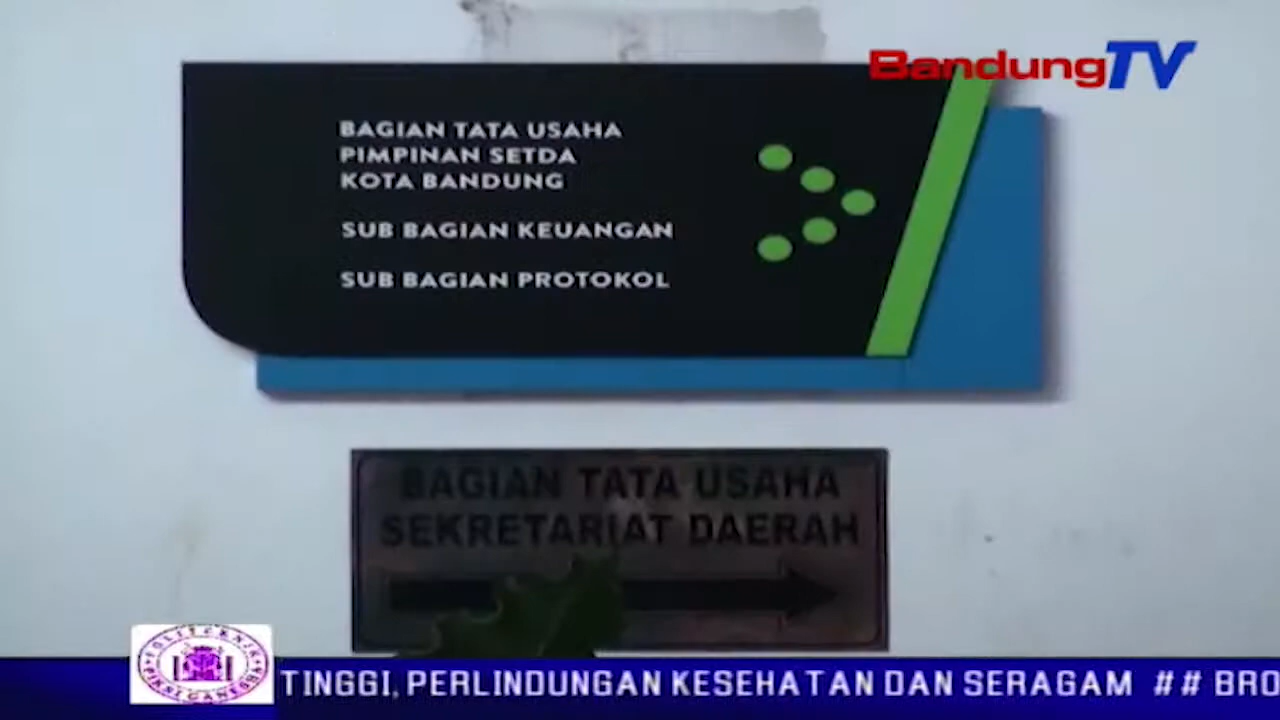 BandungTV
BAGIAN TATA USAHA
PIMPINAN SETDA
KOTA BANDUNG
SUB BAGIAN KEUANGAN
SUB BAGIAN PROTOKOL
BAGIAN TATA USAHA
SEKRETARIAT DAERAH
TINGGI, PERLINDUNGAN KESEHATAN DAN SERAGAM ## BRO